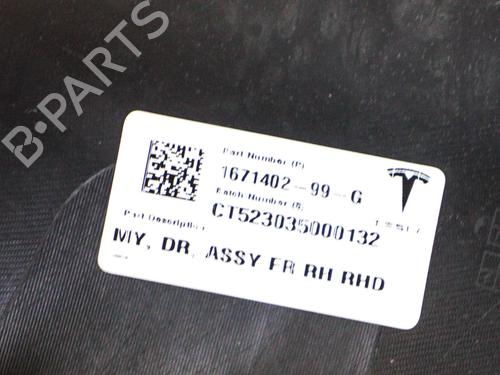 B-PARTS
Part Number (P)
1671402-99-G
Batch Number (S)
CT523035000132
TESLA
Part Description
MY, DR, ASSY FR RH RHD